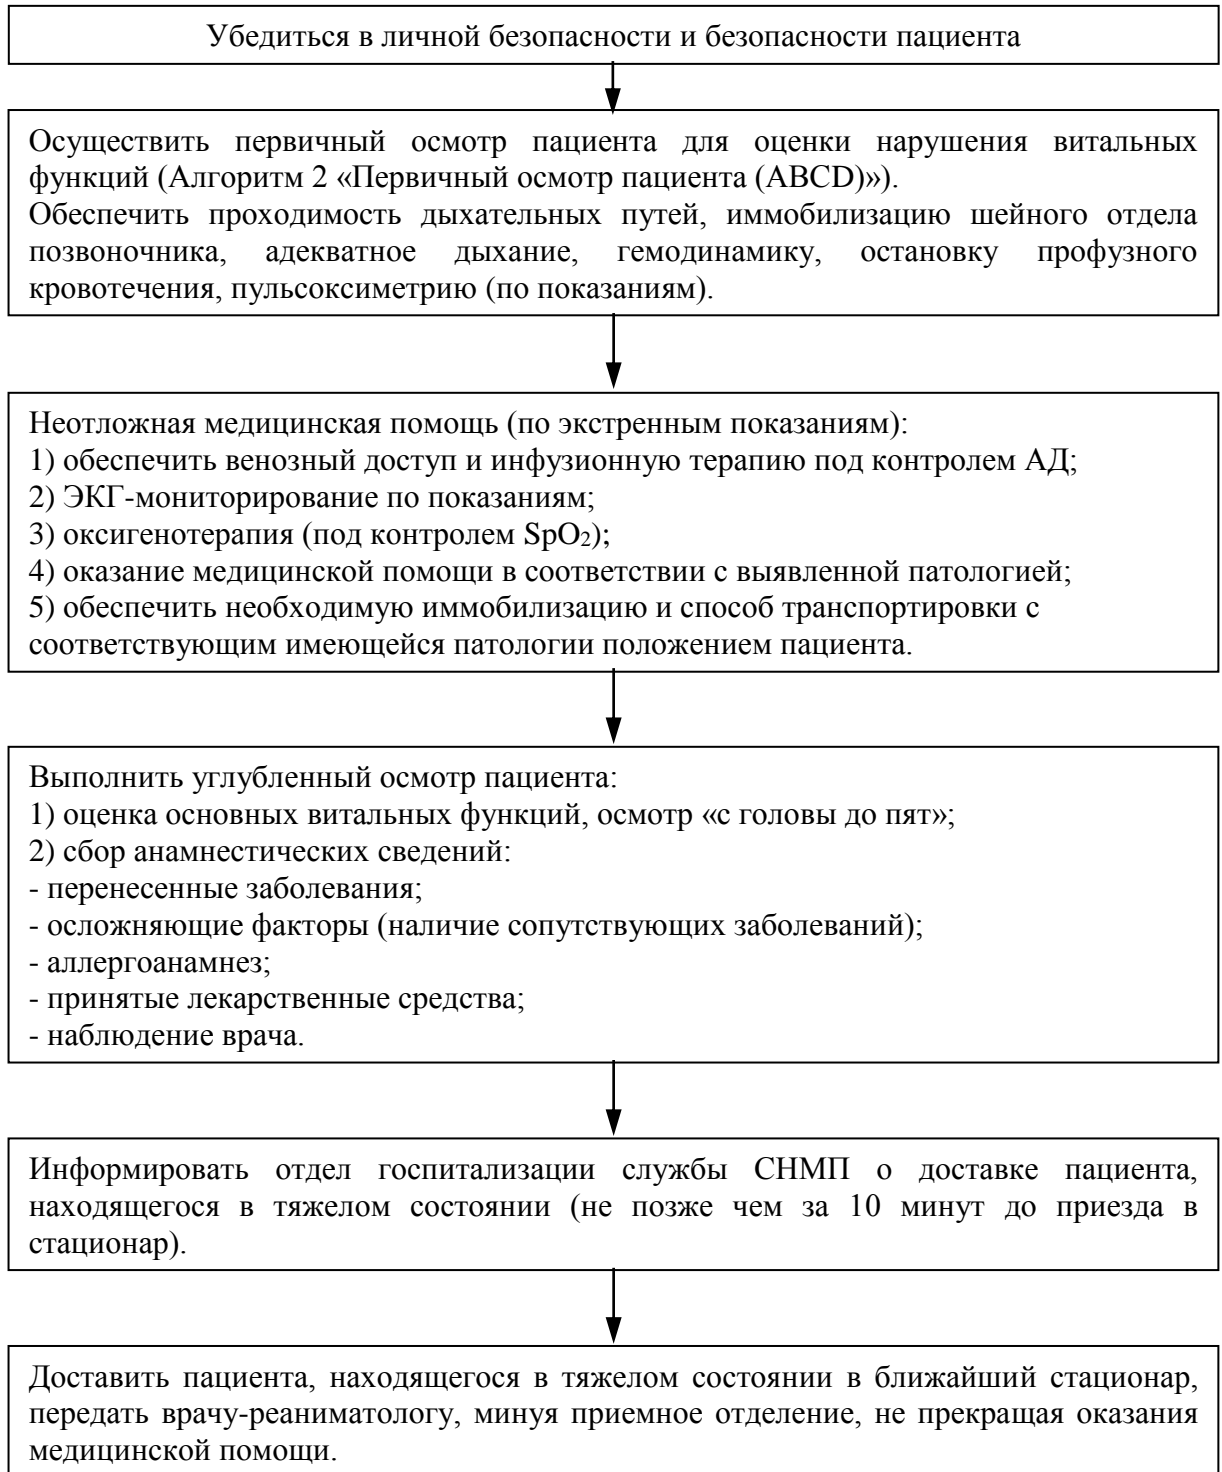 Убедиться в личной безопасности и безопасности пациента
Осуществить первичный осмотр пациента для оценки нарушения витальных
функций (Алгоритм 2 «Первичный осмотр пациента (ABCD)»).
Обеспечить проходимость дыхательных путей, иммобилизацию шейного отдела
позвоночника, адекватное дыхание, гемодинамику, остановку профузного
кровотечения, пульсоксиметрию (по показаниям).
Неотложная медицинская помощь (по экстренным показаниям):
1) обеспечить венозный доступ и инфузионную терапию под контролем АД;
2) ЭКГ-мониторирование по показаниям;
3) оксигенотерапия (под контролем SpO₂);
4) оказание медицинской помощи в соответствии с выявленной патологией;
5) обеспечить необходимую иммобилизацию и способ транспортировки с
соответствующим имеющейся патологии положением пациента.
Выполнить углубленный осмотр пациента:
1) оценка основных витальных функций, осмотр «с головы до пят»;
2) сбор анамнестических сведений:
- перенесенные заболевания;
- осложняющие факторы (наличие сопутствующих заболеваний);
- аллергоанамнез;
- принятые лекарственные средства;
- наблюдение врача.
Информировать отдел госпитализации службы СНМП о доставке пациента,
находящегося в тяжелом состоянии (не позже чем за 10 минут до приезда в
стационар).
Доставить пациента, находящегося в тяжелом состоянии в ближайший стационар,
передать врачу-реаниматологу, минуя приемное отделение, не прекращая оказания
медицинской помощи.